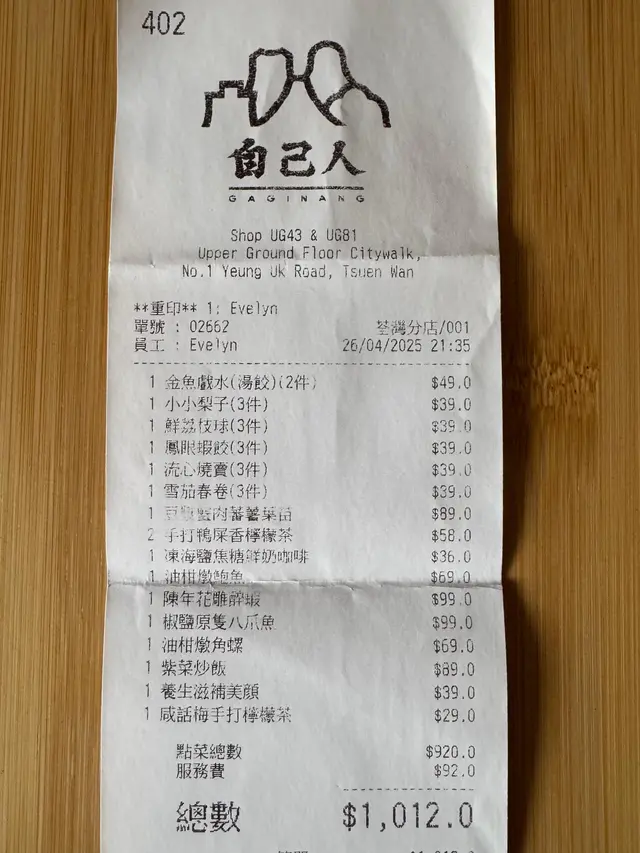 402
自己人
GAGINANG
Shop UG43 & UG81
Upper Ground Floor Citywalk,
No.1 Yeung Uk Road, Tsuen Wan
**重印** 1: Evelyn
單號 : 02662 荃灣分店/001
員工 : Evelyn 26/04/2025 21:35
1 金魚戲水(湯餃)(2件) $49.0
1 小小梨子(3件) $39.0
1 鮮荔枝球(3件) $39.0
1 鳳眼蝦餃(3件) $39.0
1 流心燒賣(3件) $39.0
1 雪茄春卷(3件) $39.0
1 蟹肉蕃薯葉苗 $89.0
2 手打鴨屎香檸檬茶 $58.0
1 凍海鹽焦糖鮮奶咖啡 $36.0
1 油柑燉鮑魚 $69.0
1 陳年花雕醉蝦 $99.0
1 椒鹽原隻八爪魚 $99.0
1 油柑燉角螺 $69.0
1 紫菜炒飯 $89.0
1 養生滋補美顏 $39.0
1 咸話梅手打檸檬茶 $29.0
點菜總數 $920.0
服務費 $92.0
總數 $1,012.0